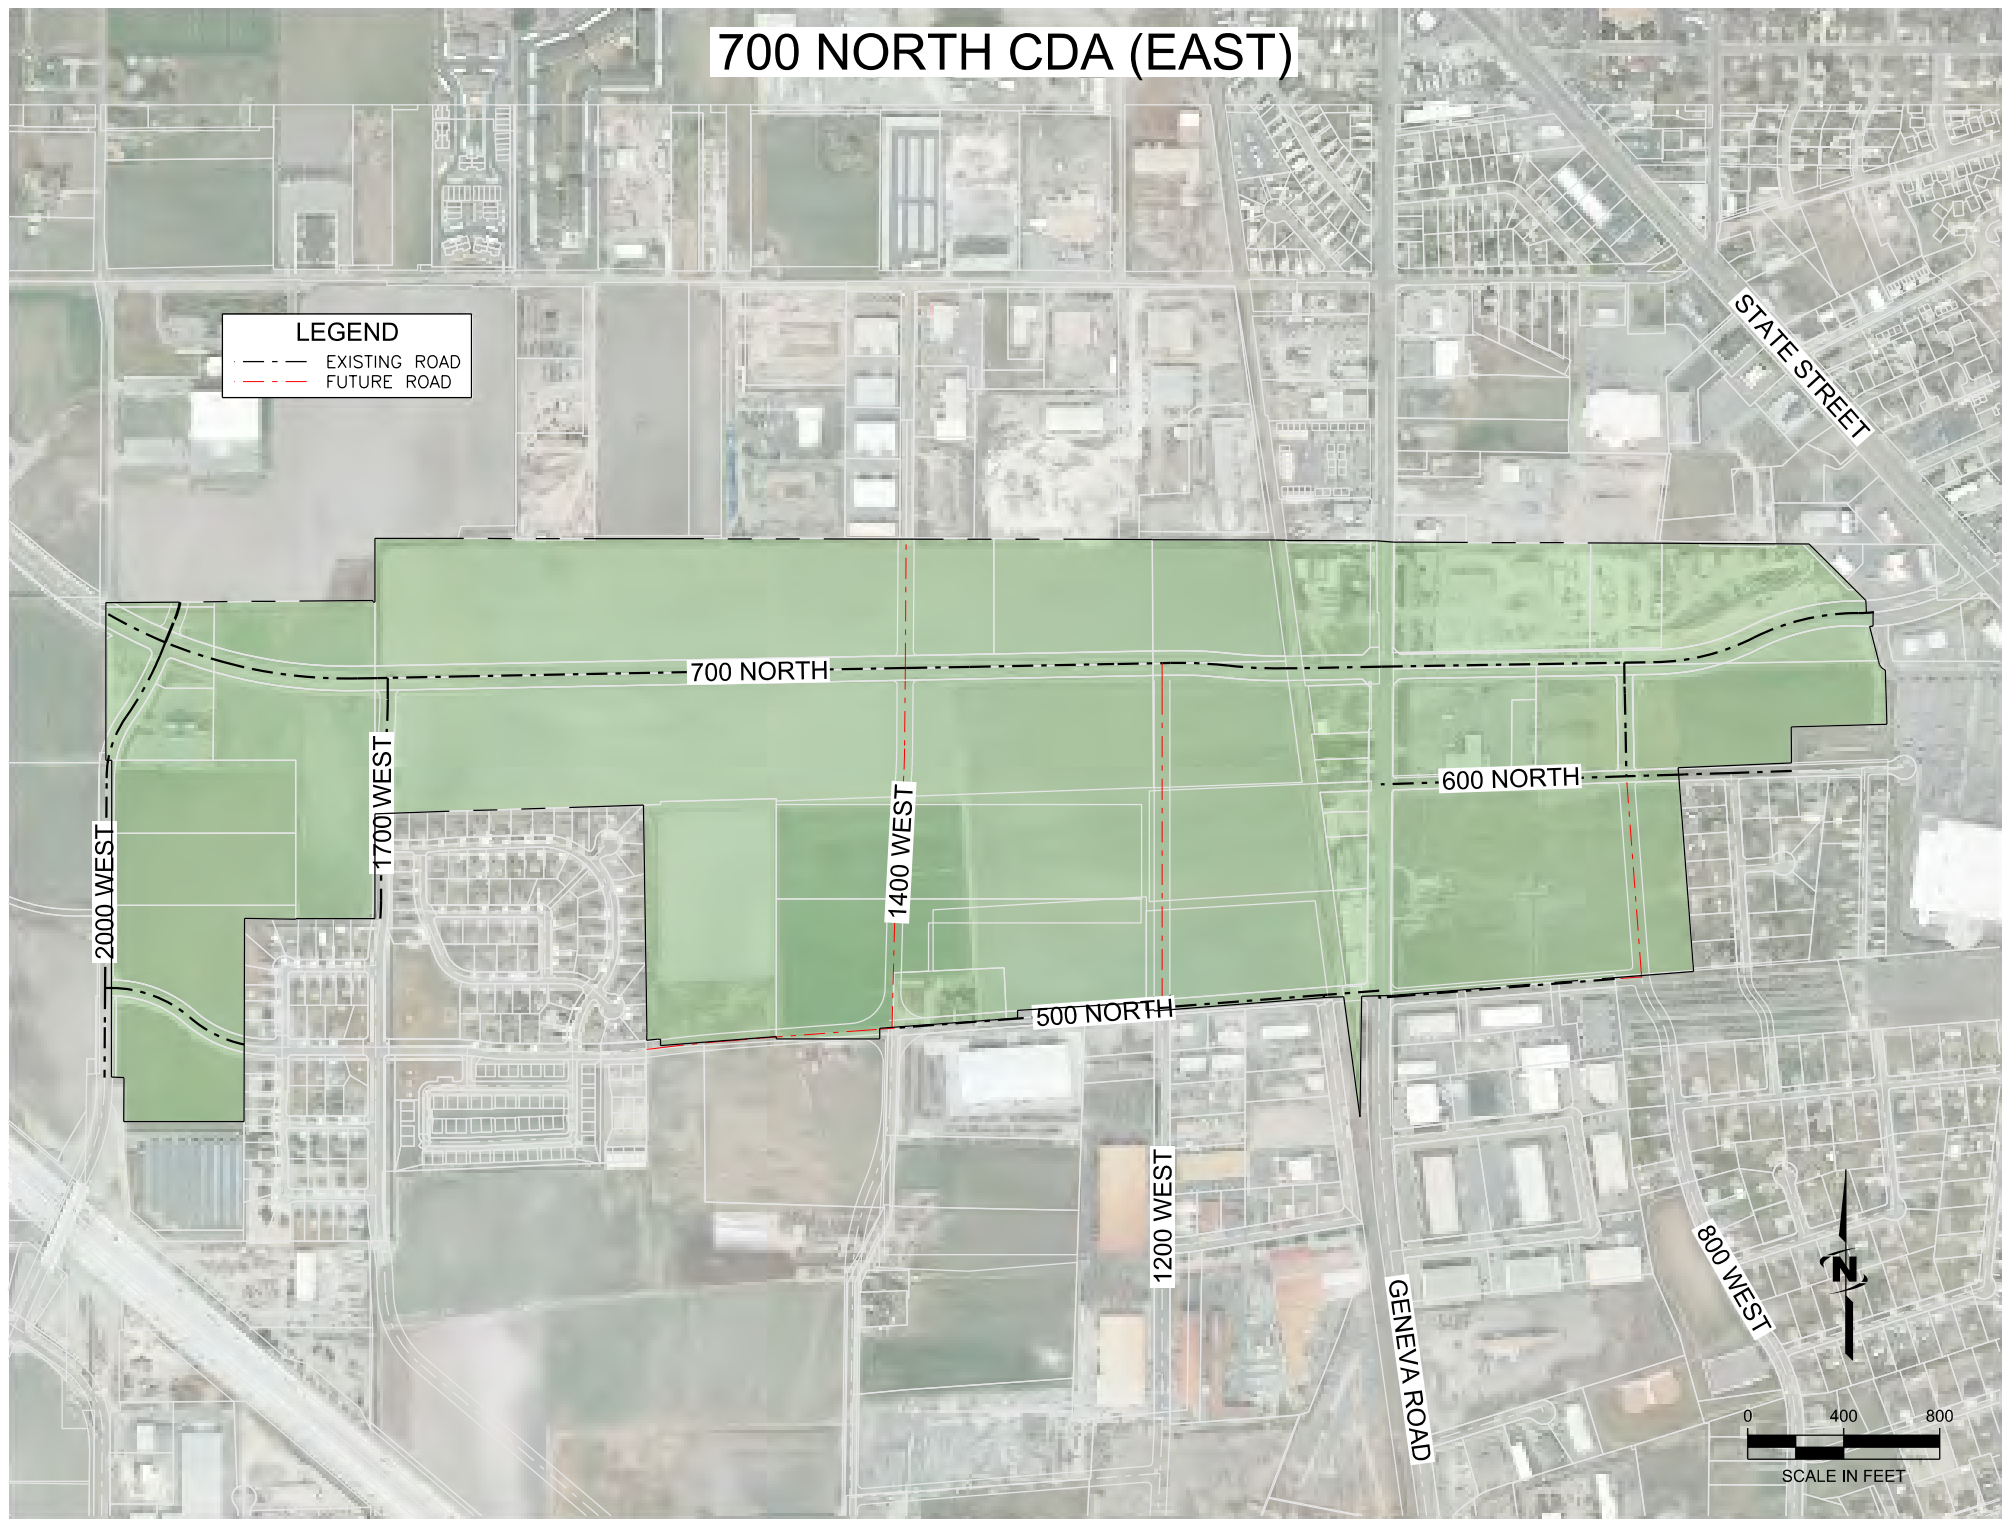 700 NORTH CDA (EAST)
STATE STREET
LEGEND
EXISTING ROAD
FUTURE ROAD
700 NORTH
1700 WEST
600 NORTH
1400 WEST
2000 WEST
500 NORTH
1200 WEST
800 WEST
N
GENEVA ROAD
0 400 800
SCALE IN FEET